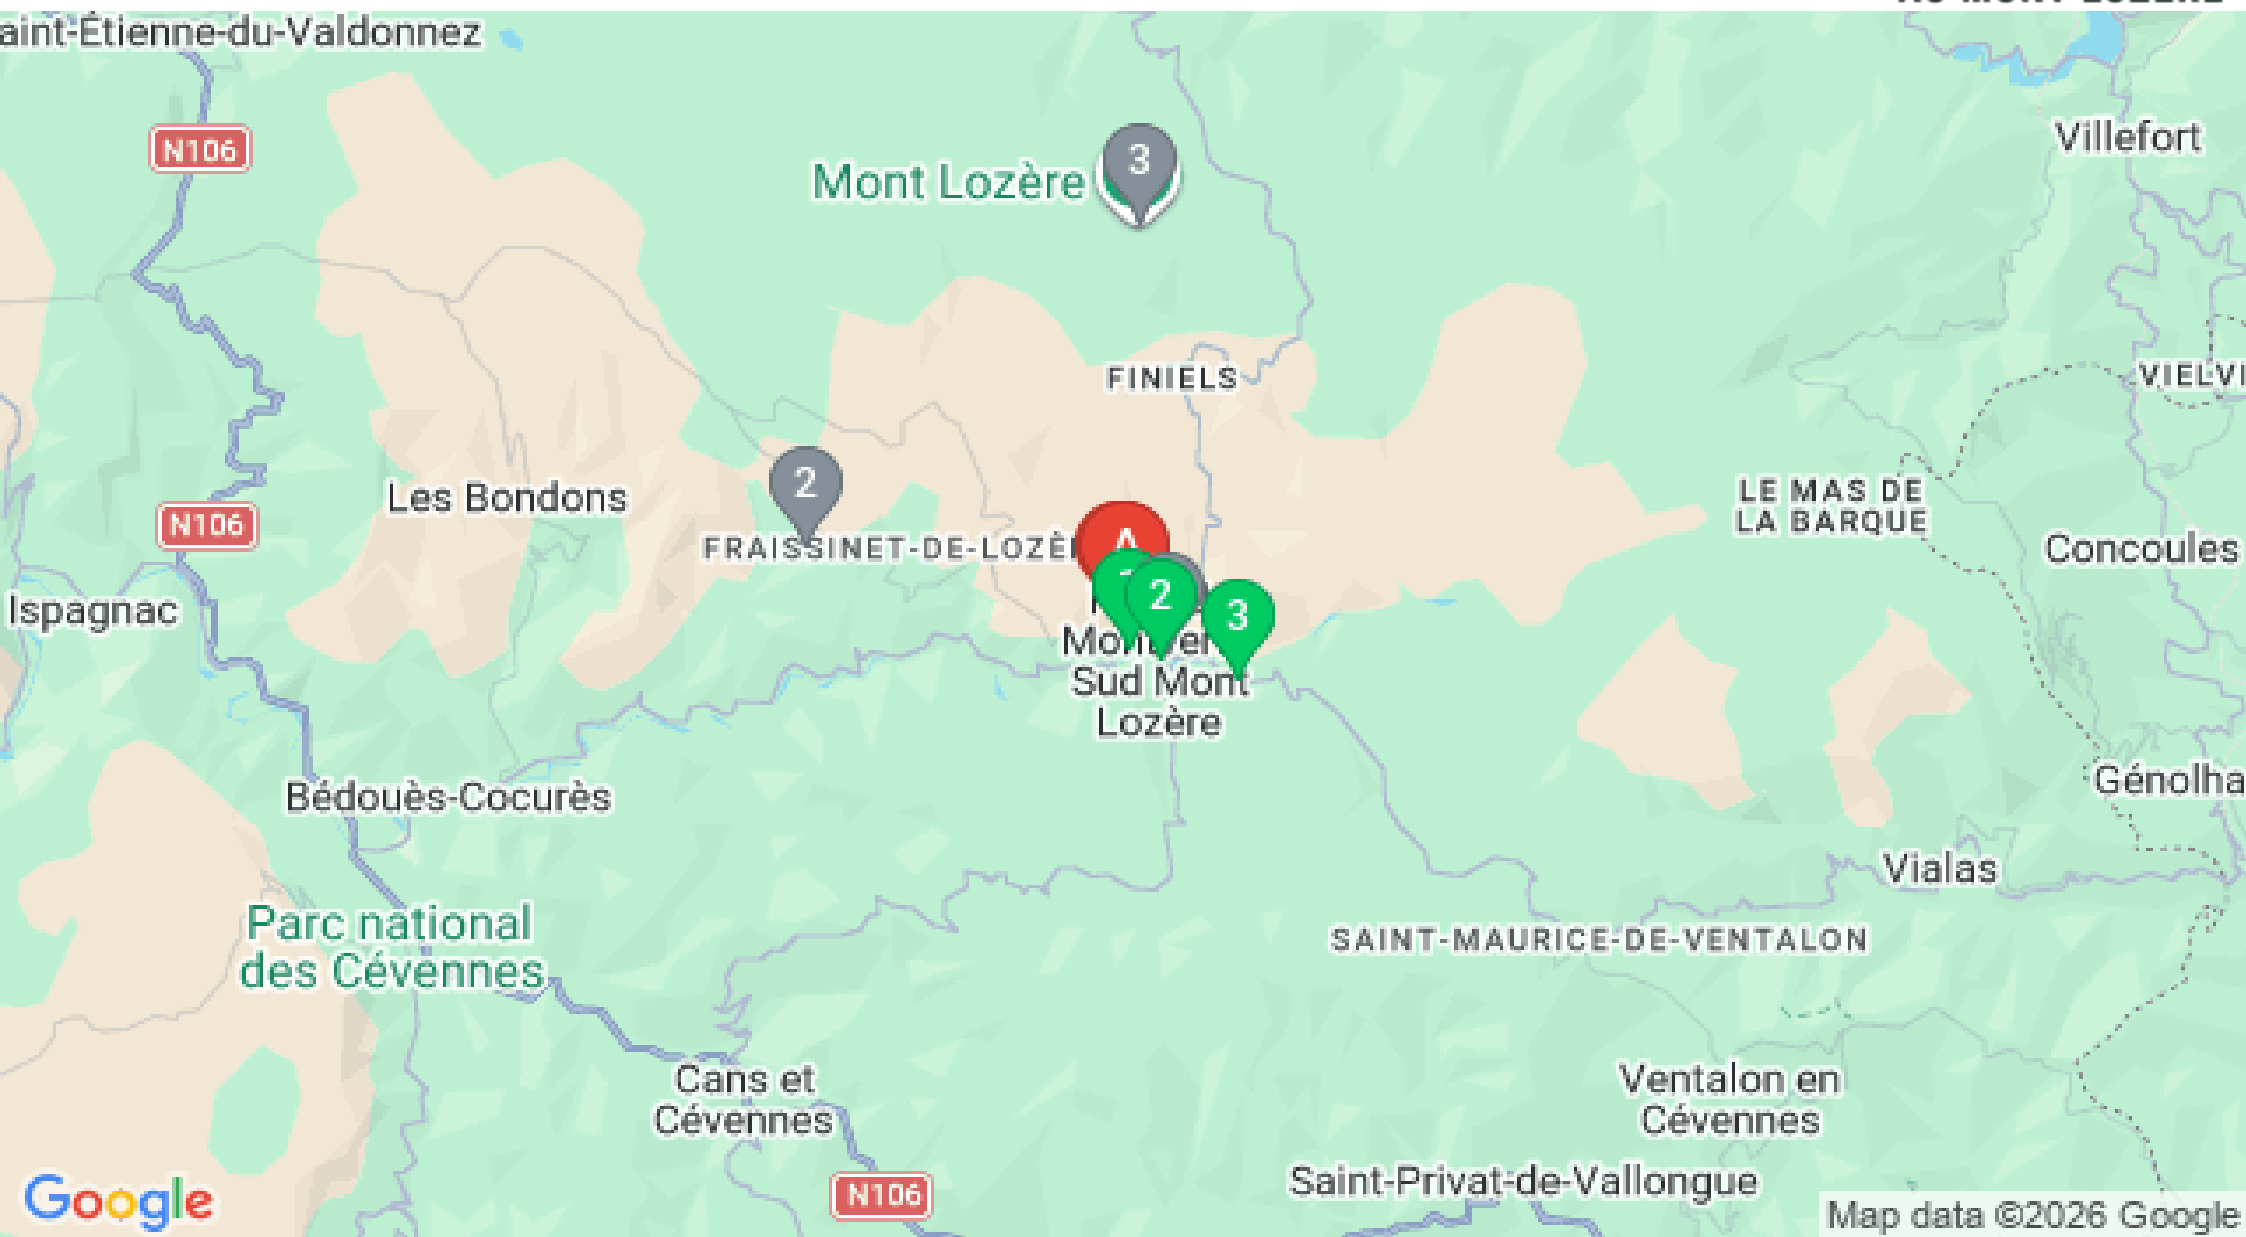 aint-Étienne-du-Valdonnez
N106
3
Mont Lozère
Villefort
FINIELS
VIELVI
2
Les Bondons
N106
LE MAS DE
LA BARQUE
FRAISSINET-DE-LOZÈ
A
Concoules
Ispagnac
2
3
Sud Mont
Lozère
Bédouès-Cocurès
Génolha
Vialas
Parc national
des Cévennes
SAINT-MAURICE-DE-VENTALON
Cans et
Cévennes
Ventalon en
Cévennes
N106
Saint-Privat-de-Vallongue
Google
Map data ©2026 Google